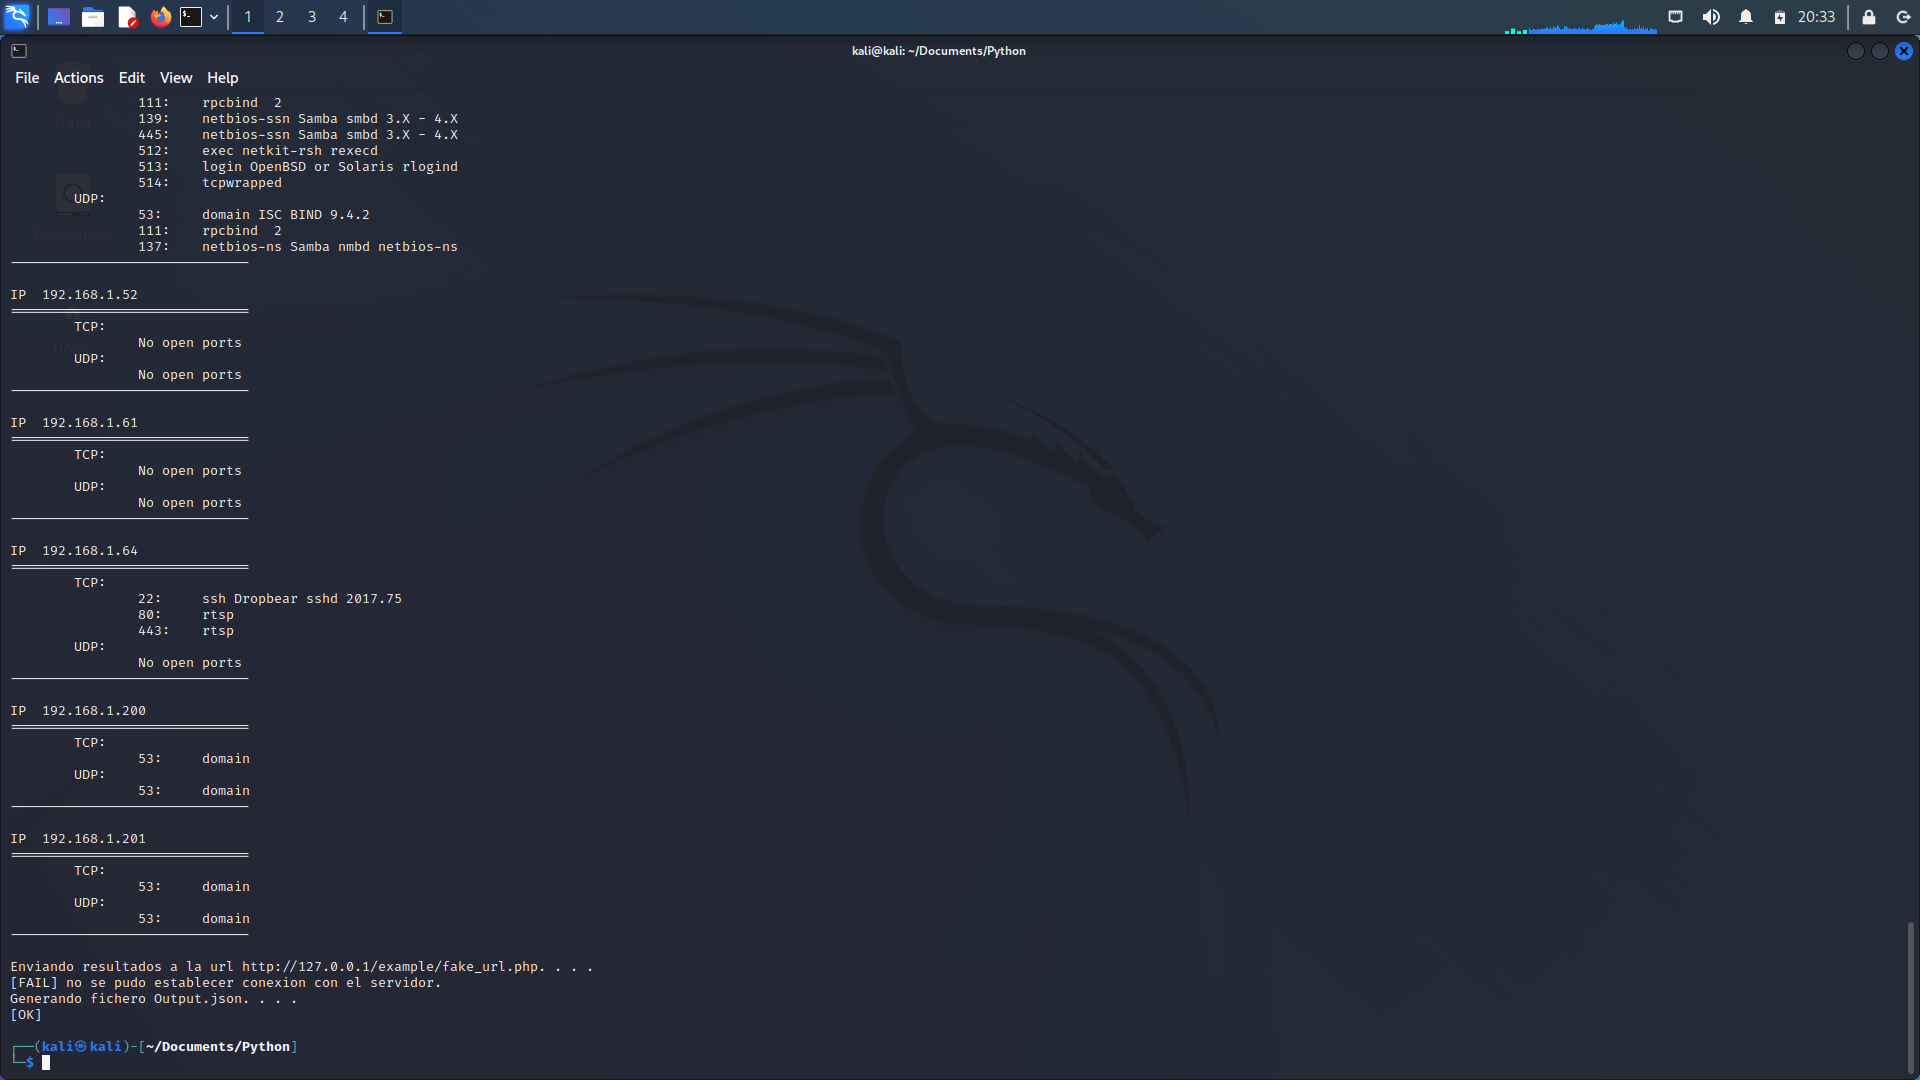 1 2 3 4 20:33
kali@kali: ~/Documents/Python
File Actions Edit View Help
111: rpcbind 2
139: netbios-ssn Samba smbd 3.X - 4.X
445: netbios-ssn Samba smbd 3.X - 4.X
512: exec netkit-rsh rexecd
513: login OpenBSD or Solaris rlogind
514: tcpwrapped
UDP:
53: domain ISC BIND 9.4.2
111: rpcbind 2
137: netbios-ns Samba nmbd netbios-ns
IP 192.168.1.52
TCP:
No open ports
UDP:
No open ports
IP 192.168.1.61
TCP:
No open ports
UDP:
No open ports
IP 192.168.1.64
TCP:
22: ssh Dropbear sshd 2017.75
80: rtsp
443: rtsp
UDP:
No open ports
IP 192.168.1.200
TCP:
53: domain
UDP:
53: domain
IP 192.168.1.201
TCP:
53: domain
UDP:
53: domain
Enviando resultados a la url http://127.0.0.1/example/fake_url.php. . . .
[FAIL] no se pudo establecer conexion con el servidor.
Generando fichero Output.json. . . .
[OK]
┌──(kali㉿kali)-[~/Documents/Python]
└─$
Trash
File System
Home